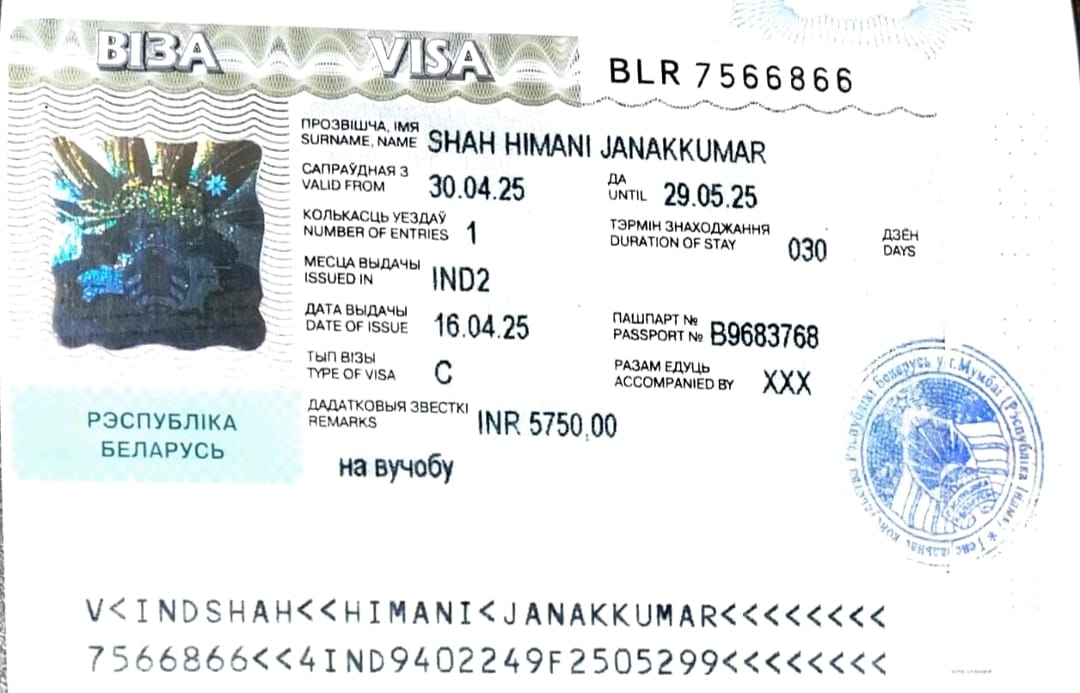 ВІЗА VISA BLR 7566866
ПРОЗВІШЧА, ІМЯ
SURNAME, NAME SHAH HIMANI JANAKKUMAR
САПРАЎДНАЯ З
VALID FROM 30.04.25
ДА
UNTIL 29.05.25
КОЛЬКАСЦЬ УЕЗДАЎ
NUMBER OF ENTRIES 1
ТЭРМІН ЗНАХОДЖАННЯ
DURATION OF STAY 030
ДЗЁН
DAYS
МЕСЦА ВЫДАЧЫ
ISSUED IN IND2
ДАТА ВЫДАЧЫ
DATE OF ISSUE 16.04.25
ПАШПАРТ №
PASSPORT № B9683768
ТЫП ВІЗЫ
TYPE OF VISA C
РАЗАМ ЕДУЦЬ
ACCOMPANIED BY XXX
ДАДАТКОВЫЯ ЗВЕСТКІ
REMARKS INR 5750,00
на вучобу
РЭСПУБЛІКА
БЕЛАРУСЬ
Рэспублікі Беларусь у г.Мумбаі (Рэспубліка Індыя) *
V<INDSHAH<<HIMANI<JANAKKUMAR<<<<<<<<
7566866<<4IND9402249F2505299<<<<<<<<